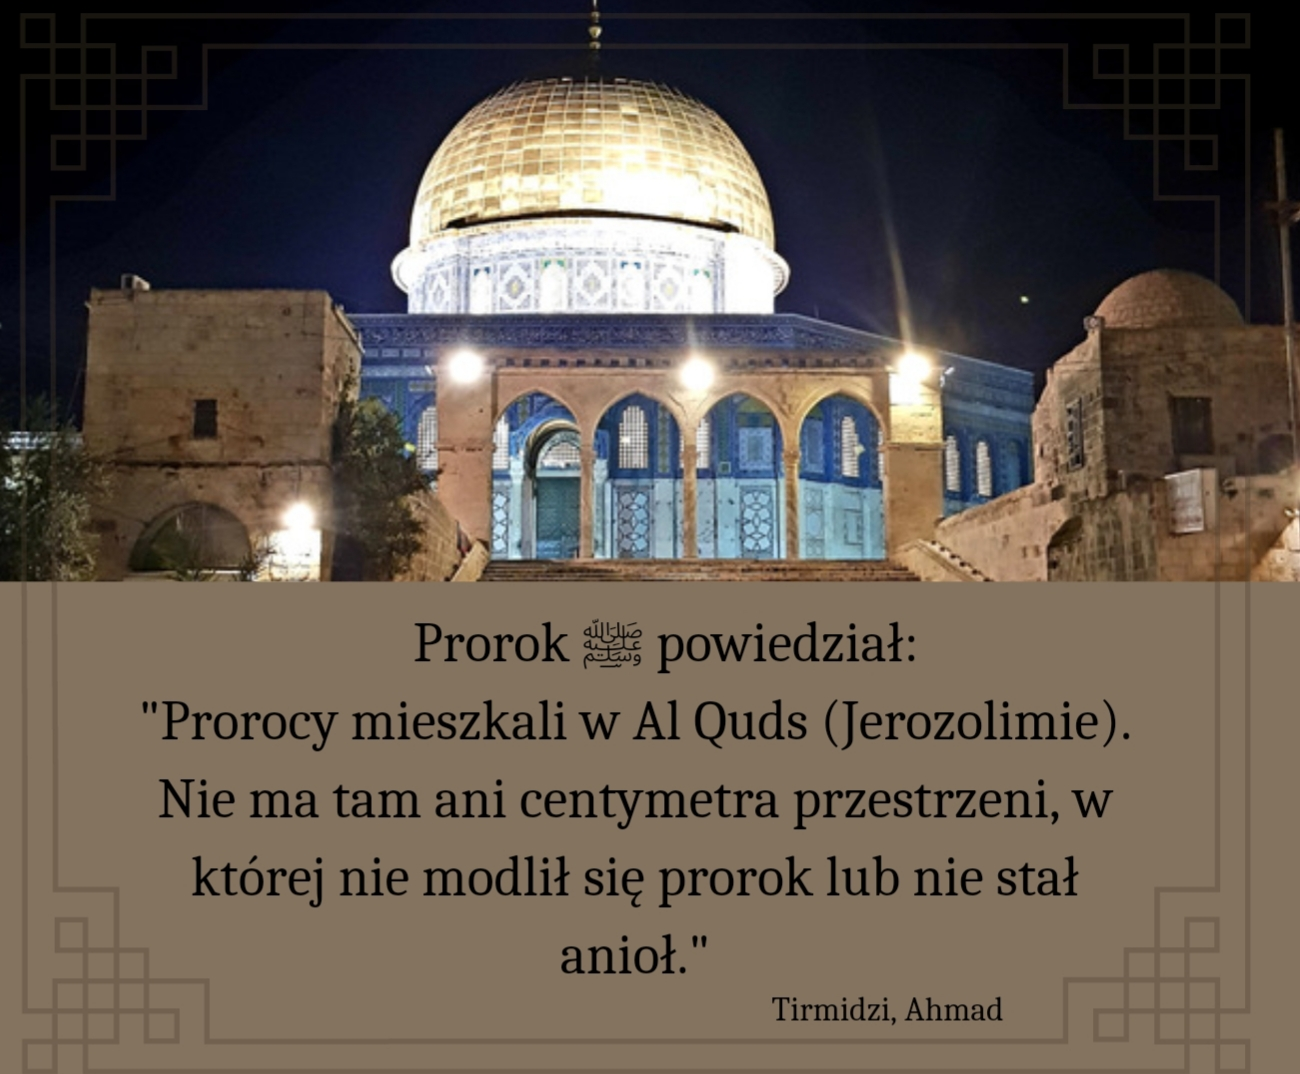 Prorok ﷺ powiedział:
"Prorocy mieszkali w Al Quds (Jerozolimie).
Nie ma tam ani centymetra przestrzeni, w
której nie modlił się prorok lub nie stał
anioł."
Tirmidzi, Ahmad